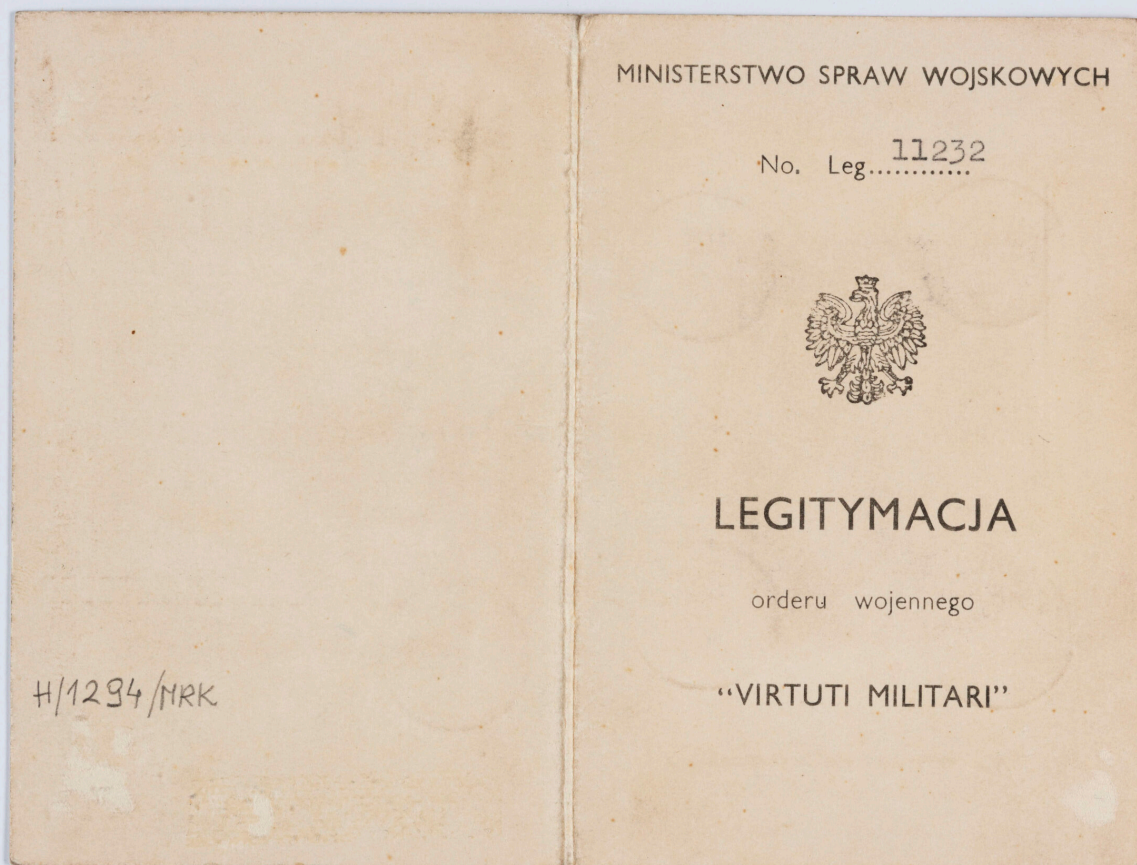 H/1294/MRK
MINISTERSTWO SPRAW WOJSKOWYCH
No. Leg............ 11232
LEGITYMACJA
orderu wojennego
“VIRTUTI MILITARI”